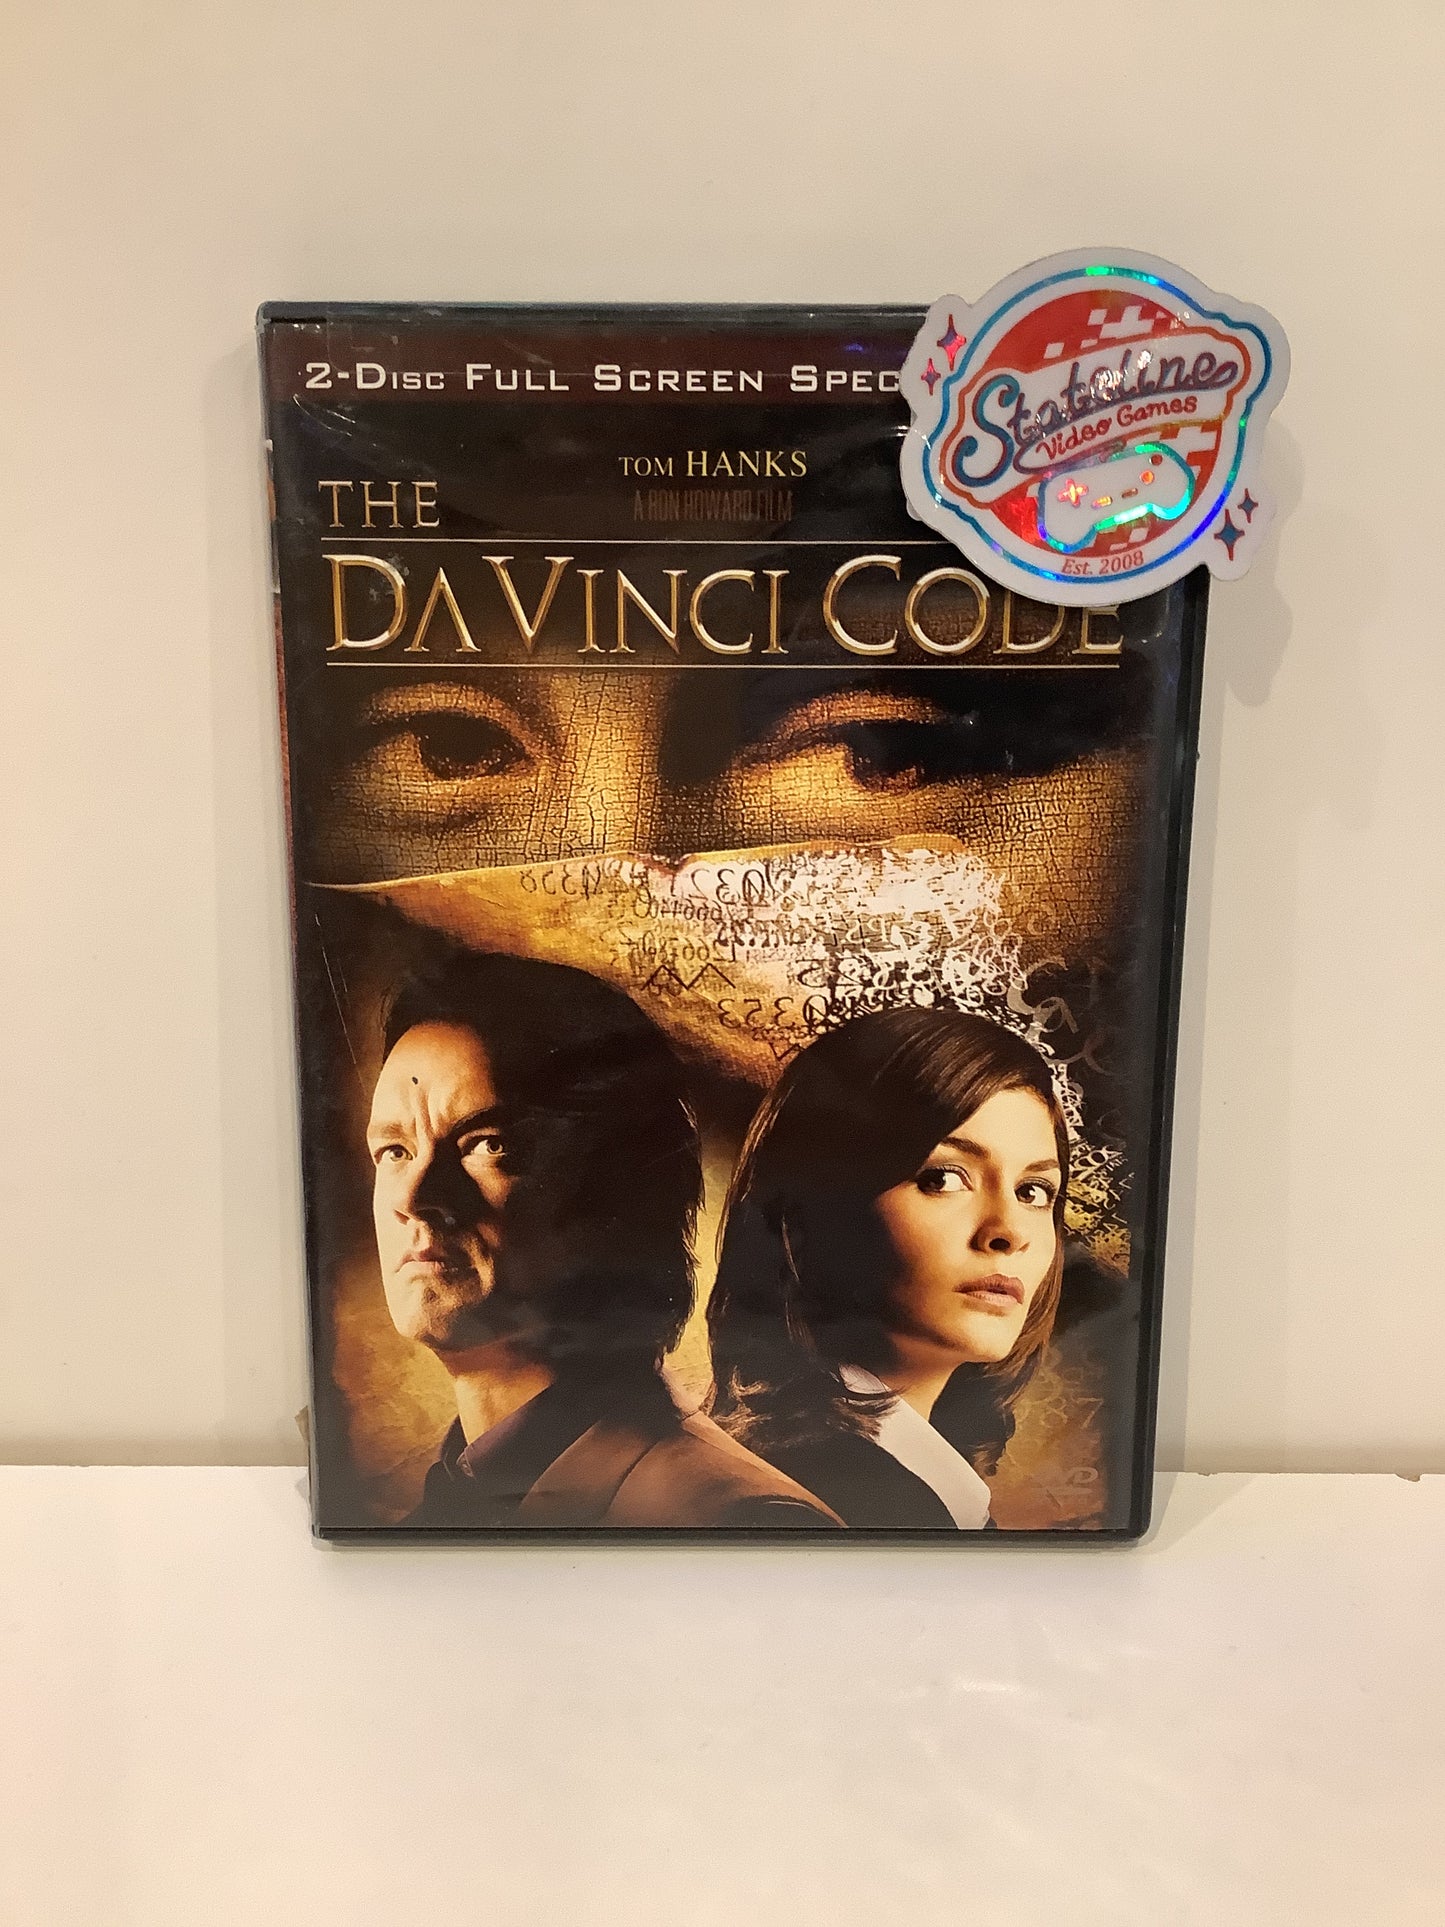 2-Disc Full Screen Spec
TOM HANKS
A RON HOWARD FILM
THE
DA VINCI CODE
Stateline
Video Games
Est. 2008
DVD